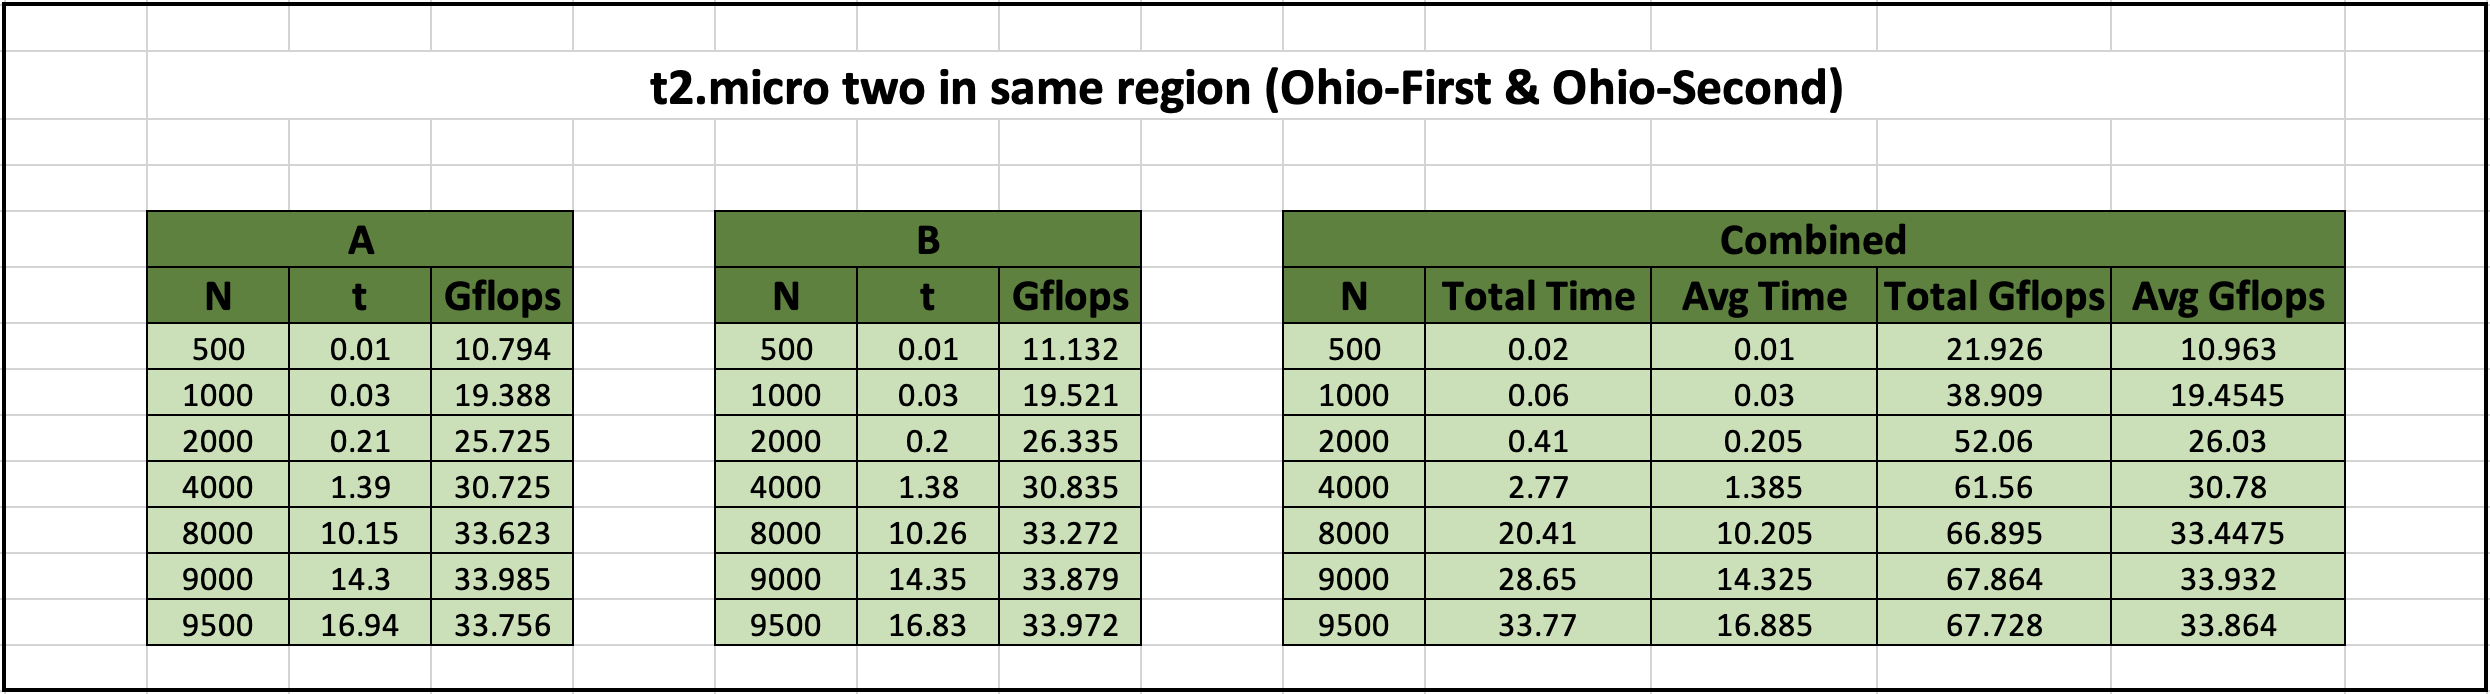 t2.micro two in same region (Ohio-First & Ohio-Second)
A B Combined
N t Gflops N t Gflops N Total Time Avg Time Total Gflops Avg Gflops
500 0.01 10.794 500 0.01 11.132 500 0.02 0.01 21.926 10.963
1000 0.03 19.388 1000 0.03 19.521 1000 0.06 0.03 38.909 19.4545
2000 0.21 25.725 2000 0.2 26.335 2000 0.41 0.205 52.06 26.03
4000 1.39 30.725 4000 1.38 30.835 4000 2.77 1.385 61.56 30.78
8000 10.15 33.623 8000 10.26 33.272 8000 20.41 10.205 66.895 33.4475
9000 14.3 33.985 9000 14.35 33.879 9000 28.65 14.325 67.864 33.932
9500 16.94 33.756 9500 16.83 33.972 9500 33.77 16.885 67.728 33.864